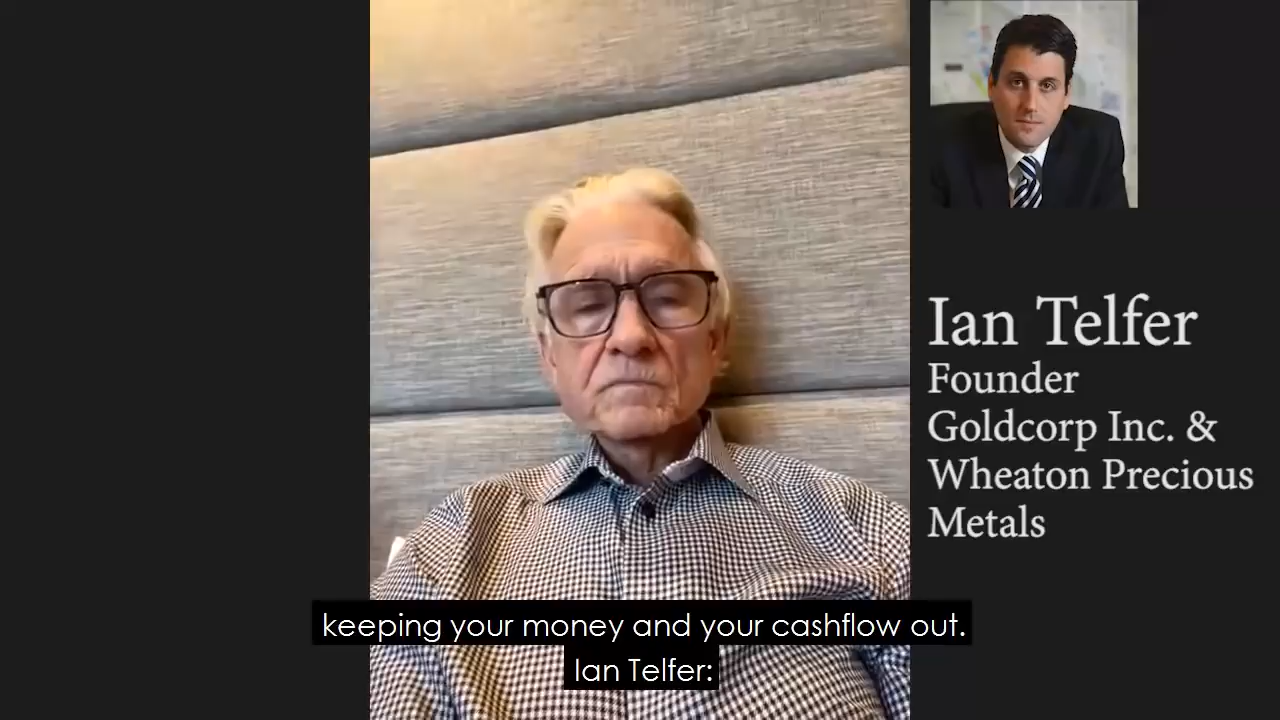 Ian Telfer
Founder
Goldcorp Inc. &
Wheaton Precious
Metals
keeping your money and your cashflow out.
Ian Telfer: